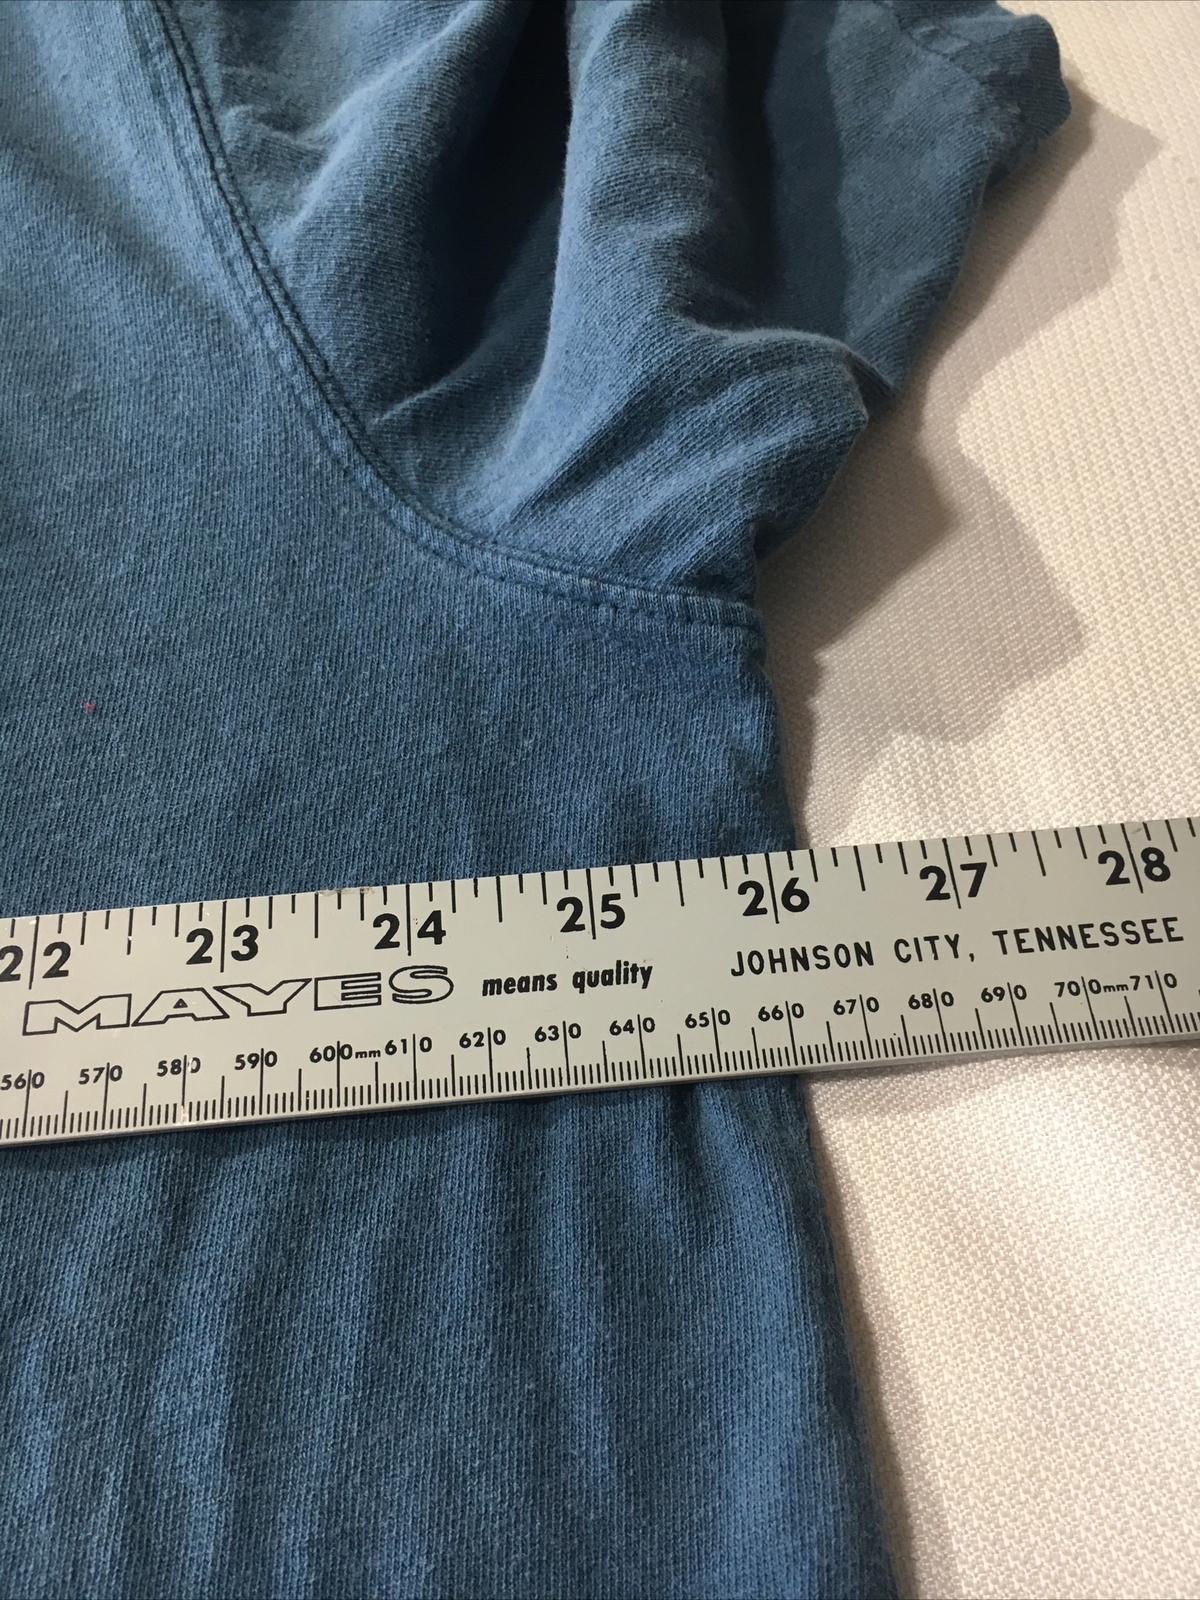 22 23 24 25 26 27 28
MAYES means quality JOHNSON CITY, TENNESSEE
560 570 580 590 600mm 610 620 630 640 650 660 670 680 690 700mm 710